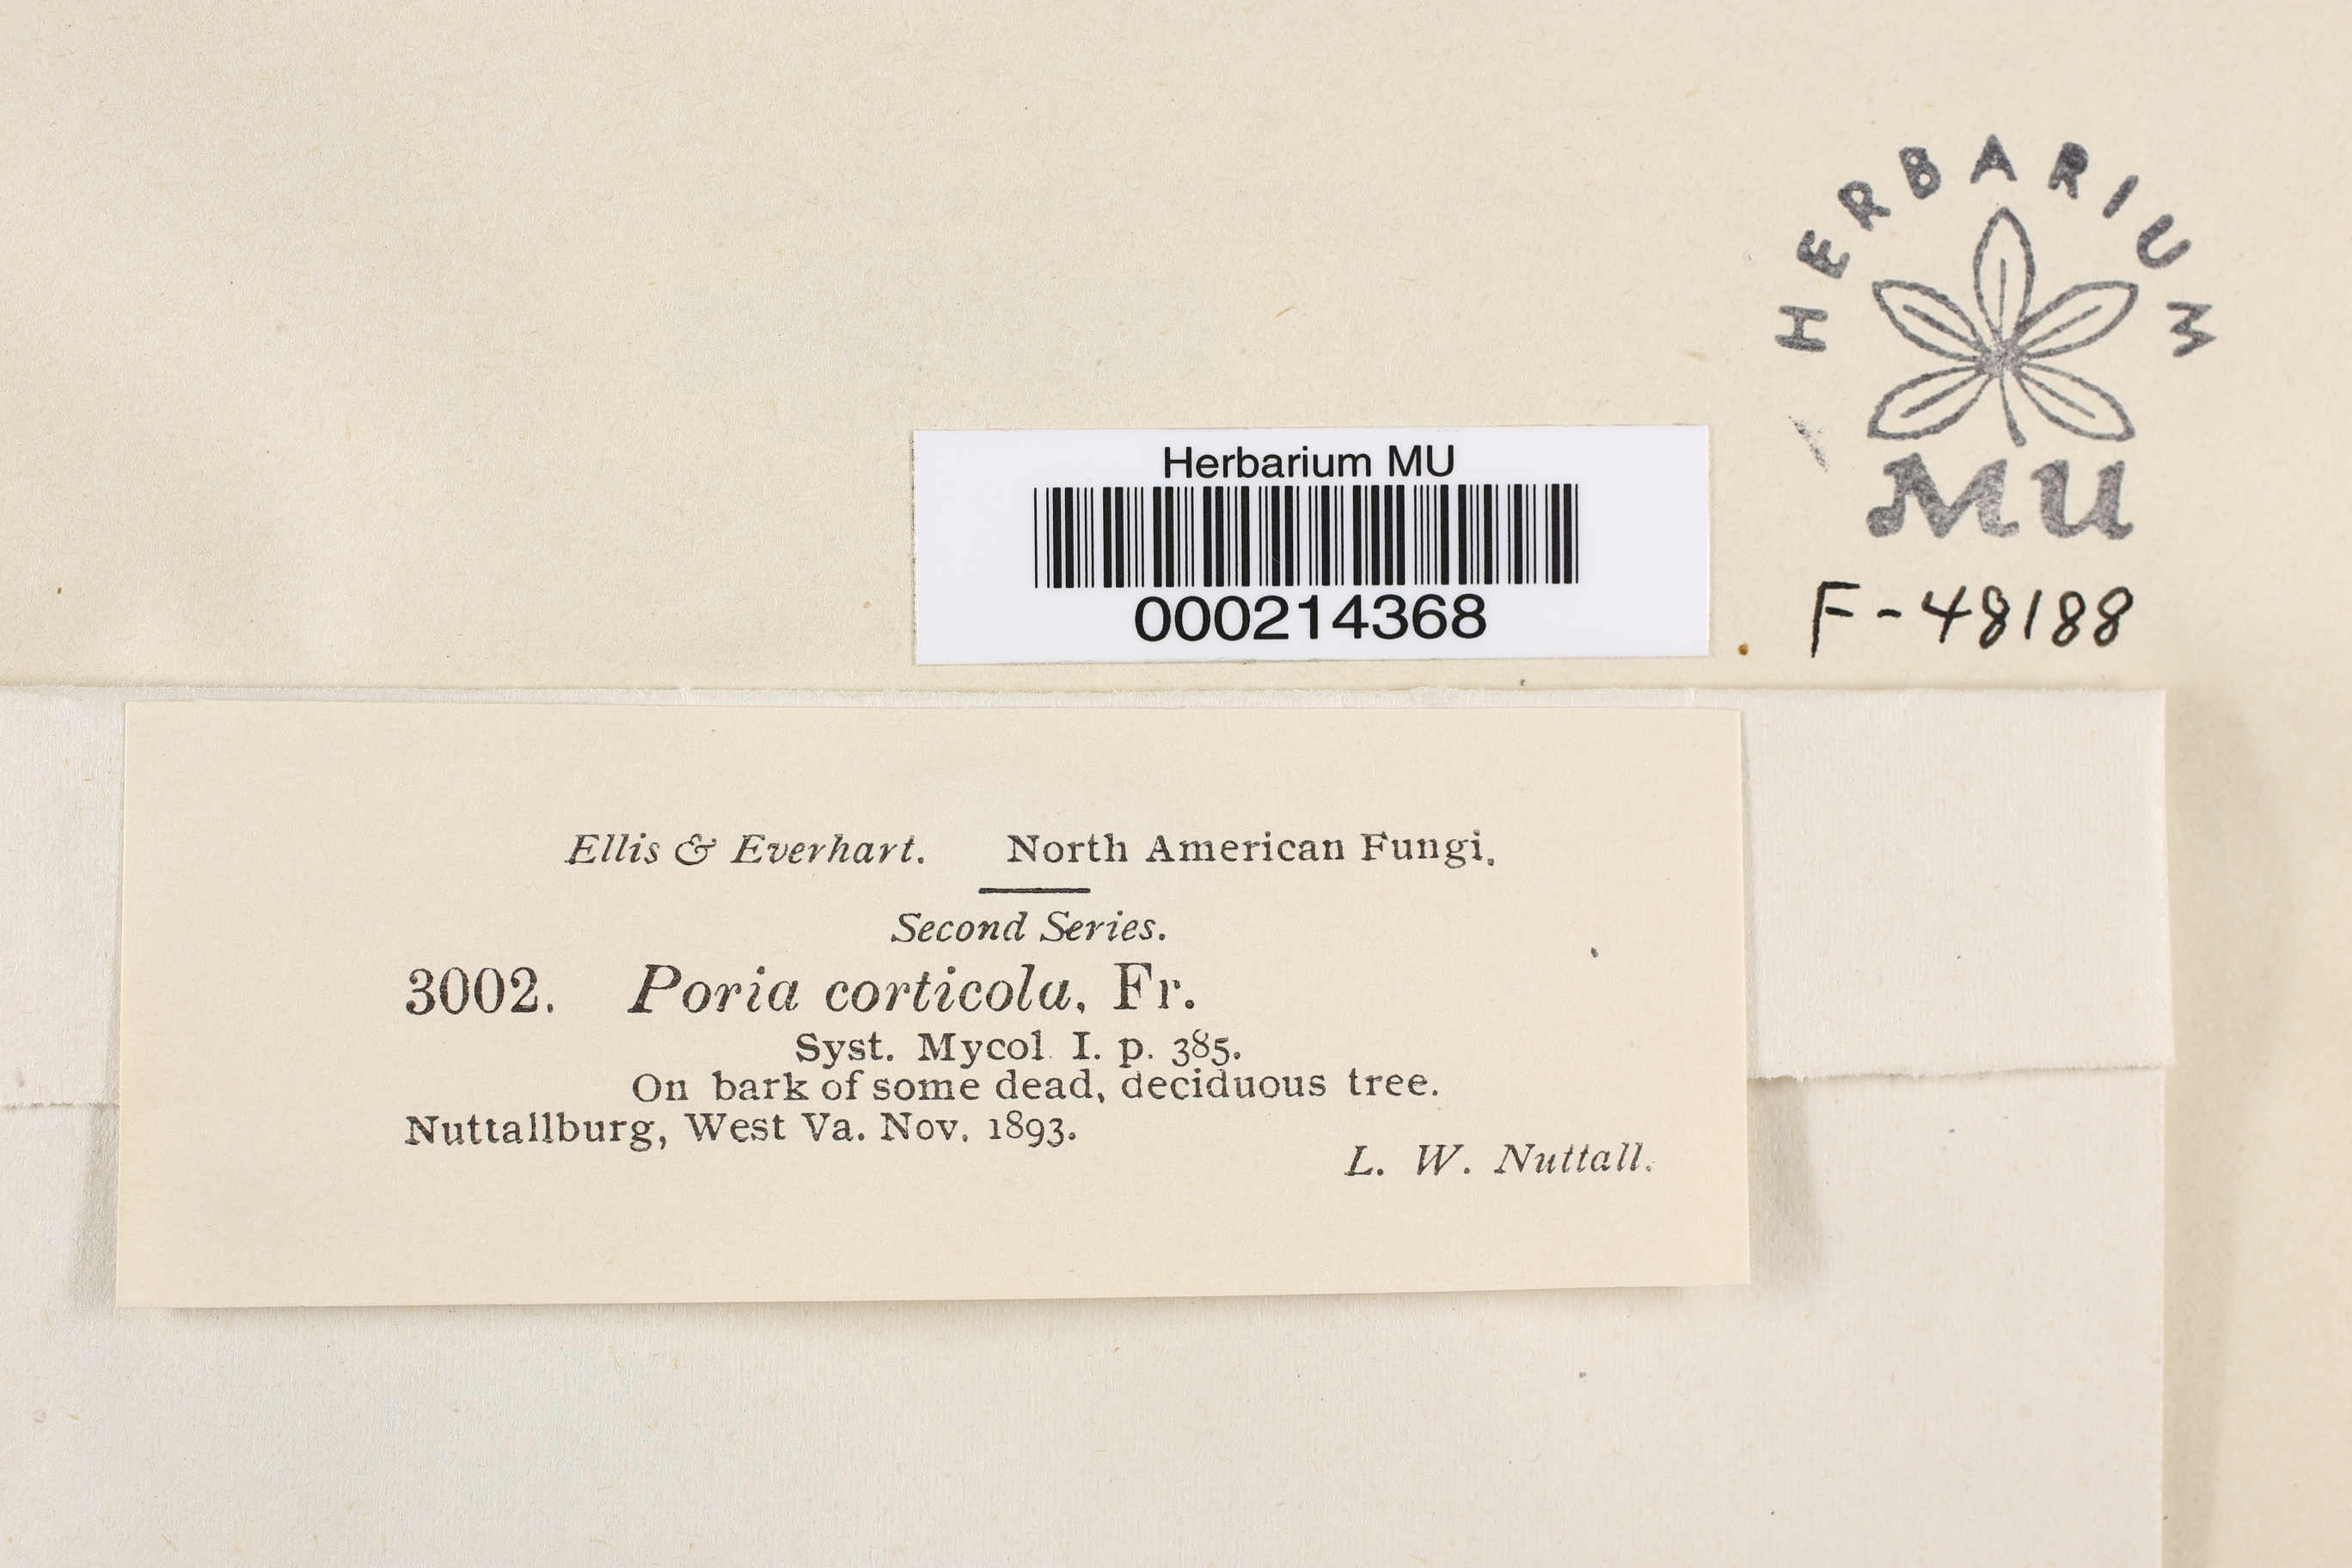 HERBARIUM
MU
F-48188
Herbarium MU
000214368
Ellis & Everhart. North American Fungi.
Second Series.
3002. Poria corticola, Fr.
Syst. Mycol. I. p. 385.
On bark of some dead, deciduous tree.
Nuttallburg, West Va. Nov. 1893.
L. W. Nuttall.